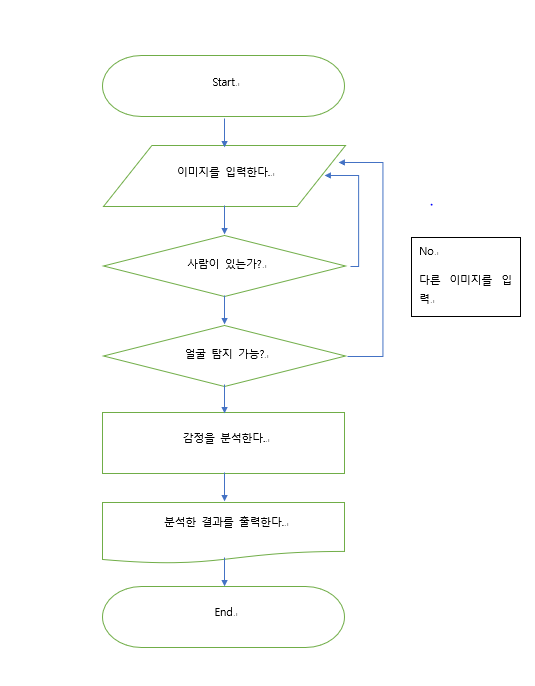 Start.
이미지를 입력한다.
사람이 있는가?
얼굴 탐지 가능?
No.
다른 이미지를 입
력.
감정을 분석한다.
분석한 결과를 출력한다.
End.